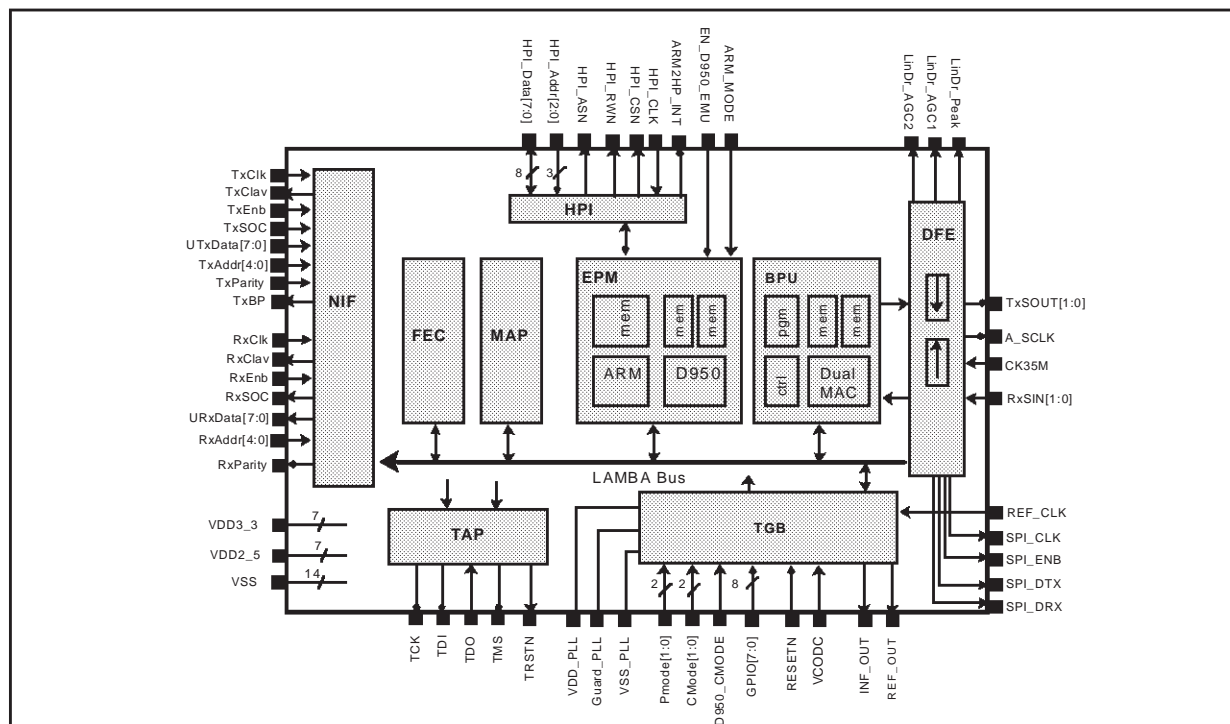 HPI_Data[7:0]
HPI_Addr[2:0]
HPI_ASN
HPI_RWN
HPI_CSN
HPI_CLK
ARM2HP_INT
EN_D950_EMU
ARM_MODE
LinDr_AGC2
LinDr_AGC1
LinDr_Peak
TxClk
TxClav
TxEnb
TxSOC
UTxData[7:0]
TxAddr[4:0]
TxParity
TxBP
RxClk
RxClav
RxEnb
RxSOC
URxData[7:0]
RxAddr[4:0]
RxParity
VDD3_3
7
VDD2_5
7
VSS
14
NIF
8
3
HPI
FEC
MAP
EPM
mem
mem
mem
ARM
D950
BPU
pgm
mem
mem
ctrl
Dual
MAC
DFE
TxSOUT[1:0]
A_SCLK
CK35M
RxSIN[1:0]
LAMBA Bus
TAP
TGB
REF_CLK
SPI_CLK
SPI_ENB
SPI_DTX
SPI_DRX
2
2
8
TCK
TDI
TDO
TMS
TRSTN
VDD_PLL
Guard_PLL
VSS_PLL
Pmode[1:0]
CMode[1:0]
D950_CMODE
GPIO[7:0]
RESETN
VCODC
INF_OUT
REF_OUT